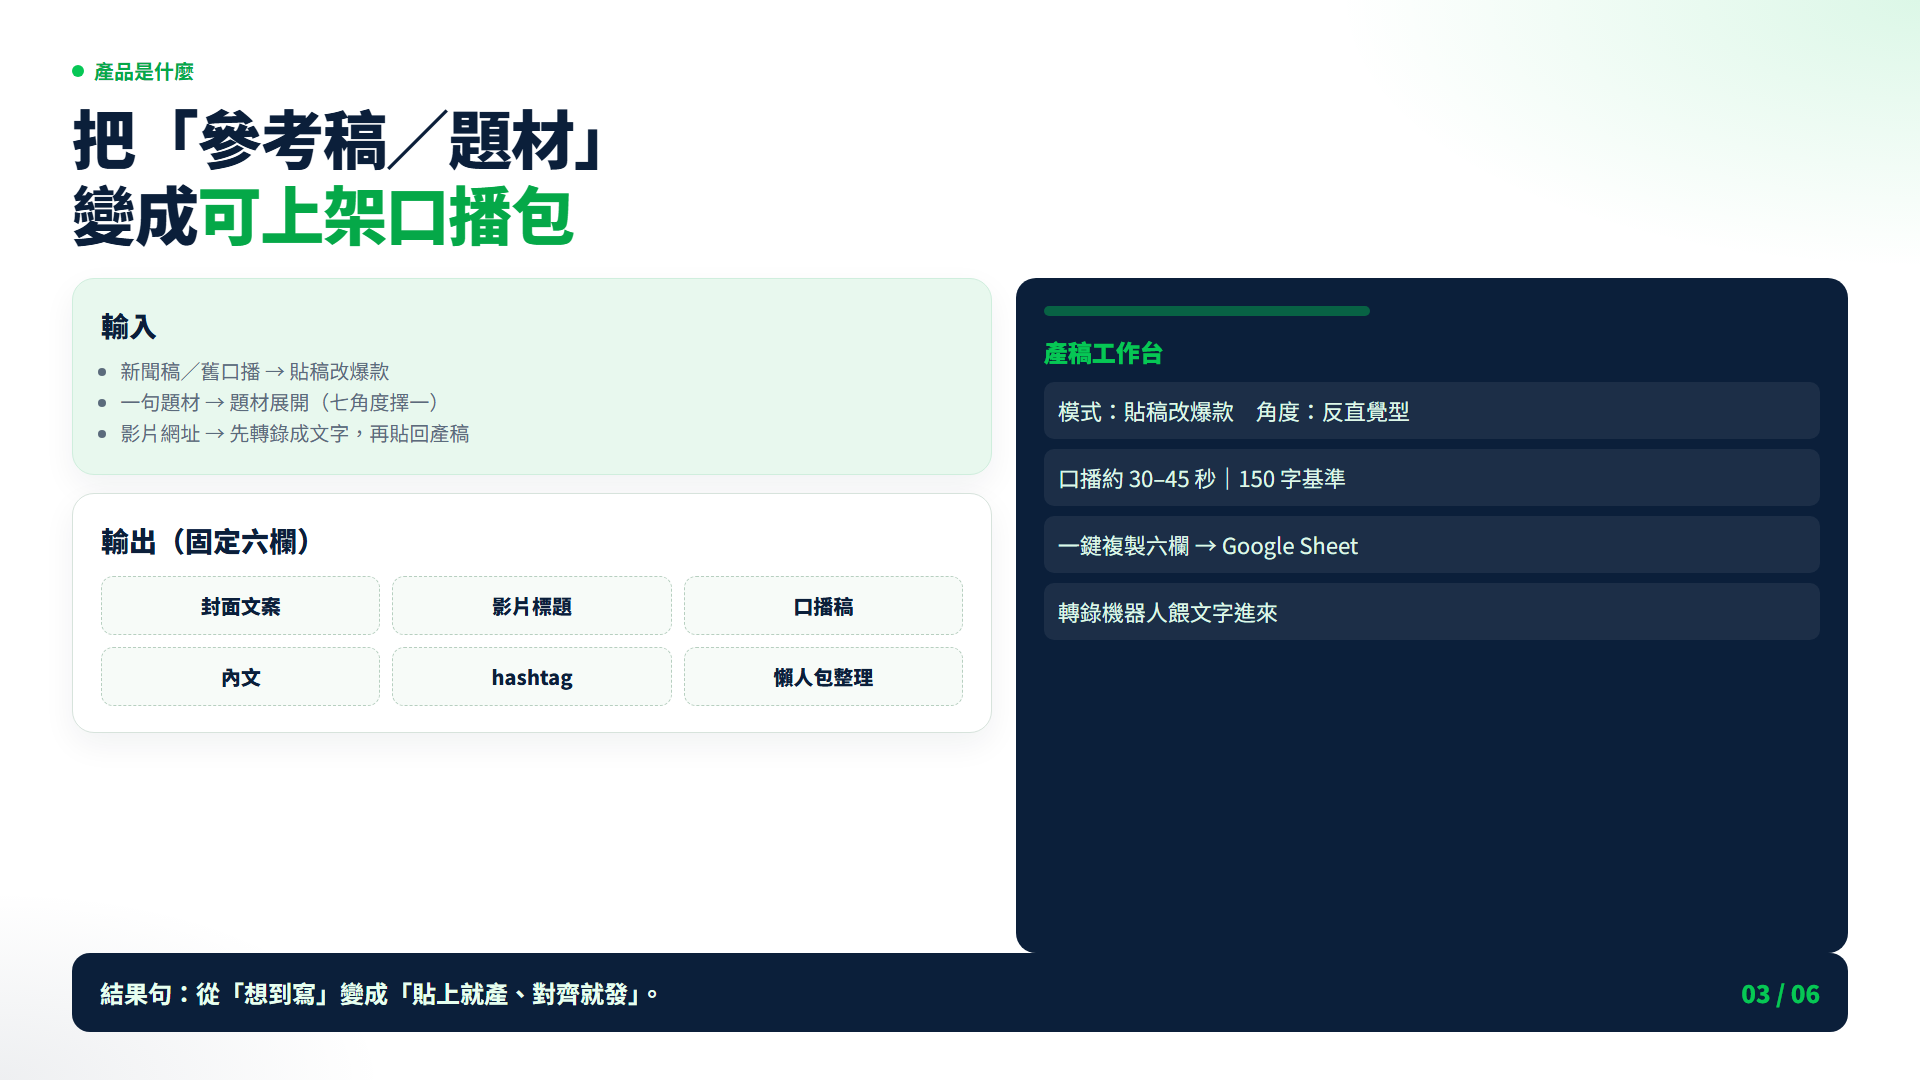 產品是什麼
把「參考稿／題材」
變成可上架口播包
輸入
新聞稿／舊口播 → 貼稿改爆款
一句題材 → 題材展開（七角度擇一）
影片網址 → 先轉錄成文字，再貼回產稿
輸出（固定六欄）
封面文案
影片標題
口播稿
內文
hashtag
懶人包整理
產稿工作台
模式：貼稿改爆款　角度：反直覺型
口播約 30–45 秒｜150 字基準
一鍵複製六欄 → Google Sheet
轉錄機器人餵文字進來
結果句：從「想到寫」變成「貼上就產、對齊就發」。
03 / 06